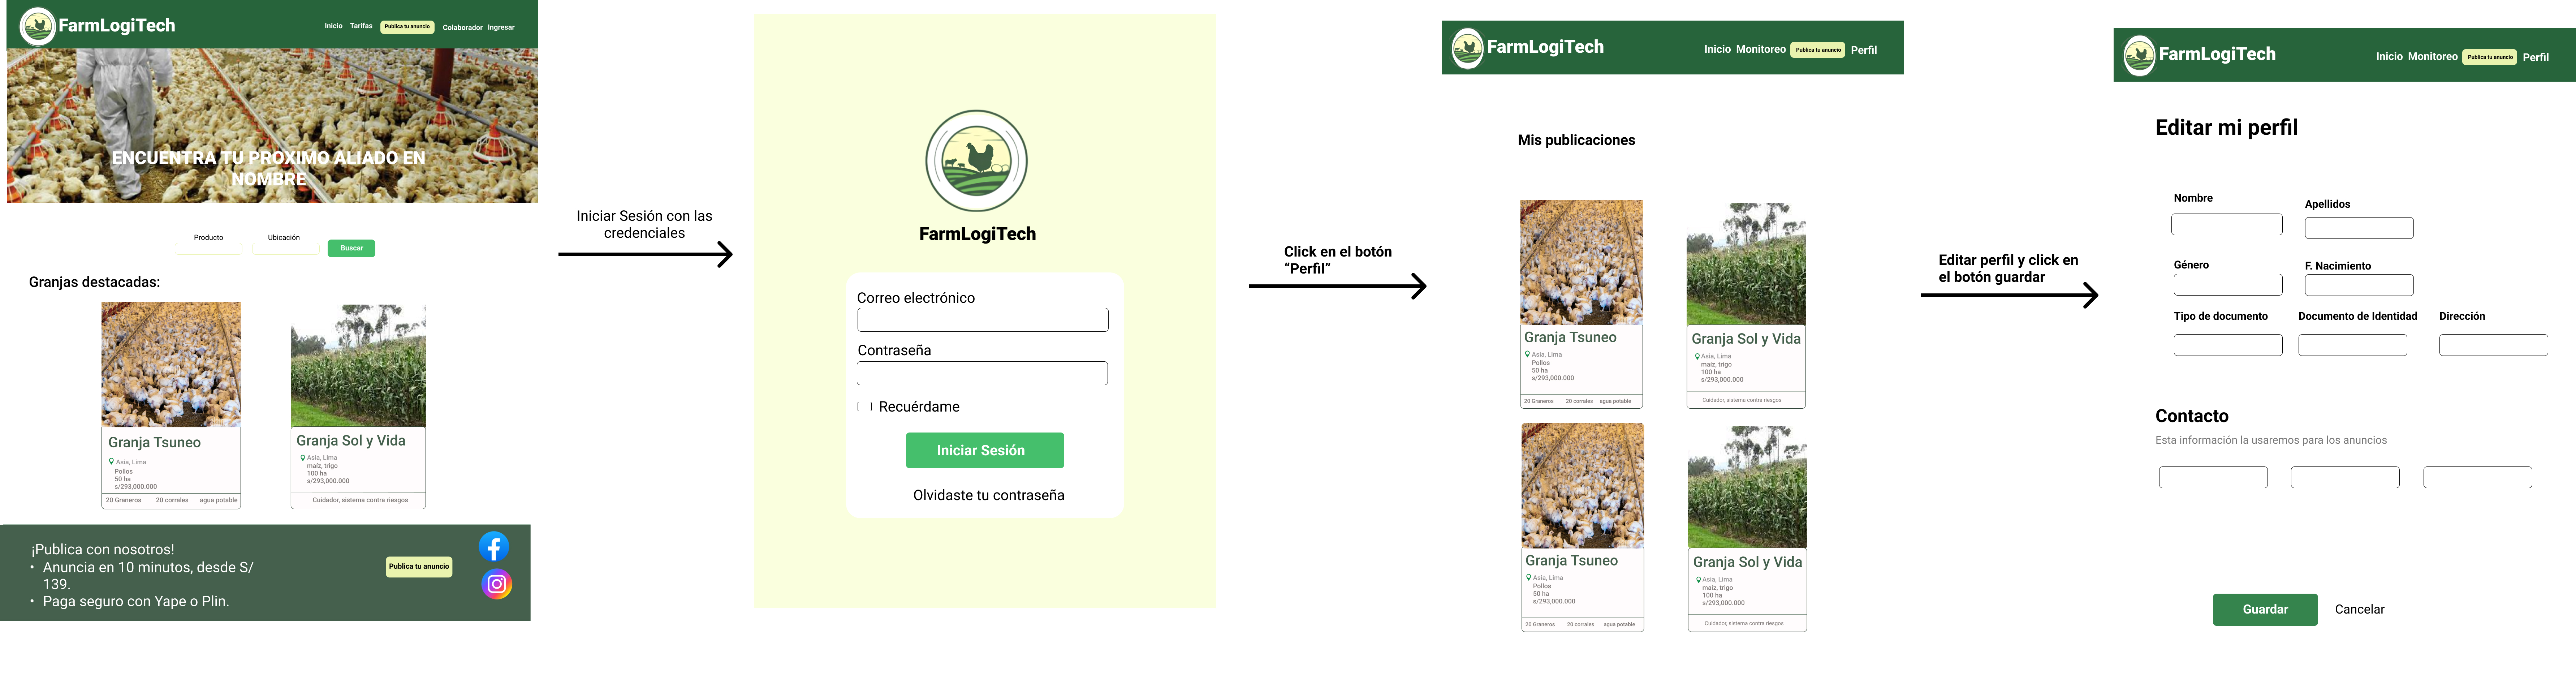 FarmLogiTech
Inicio Tarifas Publica tu anuncio Colaborador Ingresar
ENCUENTRA TU PROXIMO ALIADO EN
NOMBRE
Producto Ubicación Buscar
Granjas destacadas:
Granja Tsuneo
Asia, Lima
Pollos
50 ha
s/293,000.000
20 Graneros 20 corrales agua potable
Granja Sol y Vida
Asia, Lima
maíz, trigo
100 ha
s/293,000.000
Cuidador, sistema contra riesgos
¡Publica con nosotros!
• Anuncia en 10 minutos, desde S/
139.
• Paga seguro con Yape o Plin.
Publica tu anuncio
Iniciar Sesión con las
credenciales
FarmLogiTech
Correo electrónico
Contraseña
Recuérdame
Iniciar Sesión
Olvidaste tu contraseña
Click en el botón
“Perfil”
FarmLogiTech
Inicio Monitoreo Publica tu anuncio Perfil
Mis publicaciones
Granja Tsuneo
Asia, Lima
Pollos
50 ha
s/293,000.000
20 Graneros 20 corrales agua potable
Granja Sol y Vida
Asia, Lima
maíz, trigo
100 ha
s/293,000.000
Cuidador, sistema contra riesgos
Granja Tsuneo
Asia, Lima
Pollos
50 ha
s/293,000.000
20 Graneros 20 corrales agua potable
Granja Sol y Vida
Asia, Lima
maíz, trigo
100 ha
s/293,000.000
Cuidador, sistema contra riesgos
Editar perfil y click en
el botón guardar
FarmLogiTech
Inicio Monitoreo Publica tu anuncio Perfil
Editar mi perfil
Nombre Apellidos
Género F. Nacimiento
Tipo de documento Documento de Identidad Dirección
Contacto
Esta información la usaremos para los anuncios
Guardar Cancelar